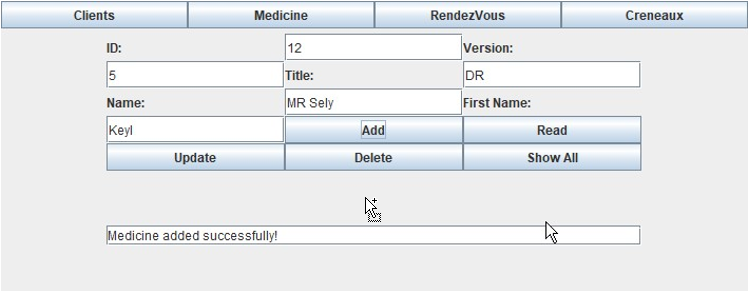 Clients Medicine RendezVous Creneaux
ID: 12 Version:
5 Title: DR
Name: MR Sely First Name:
Keyl Add Read
Update Delete Show All
Medicine added successfully!